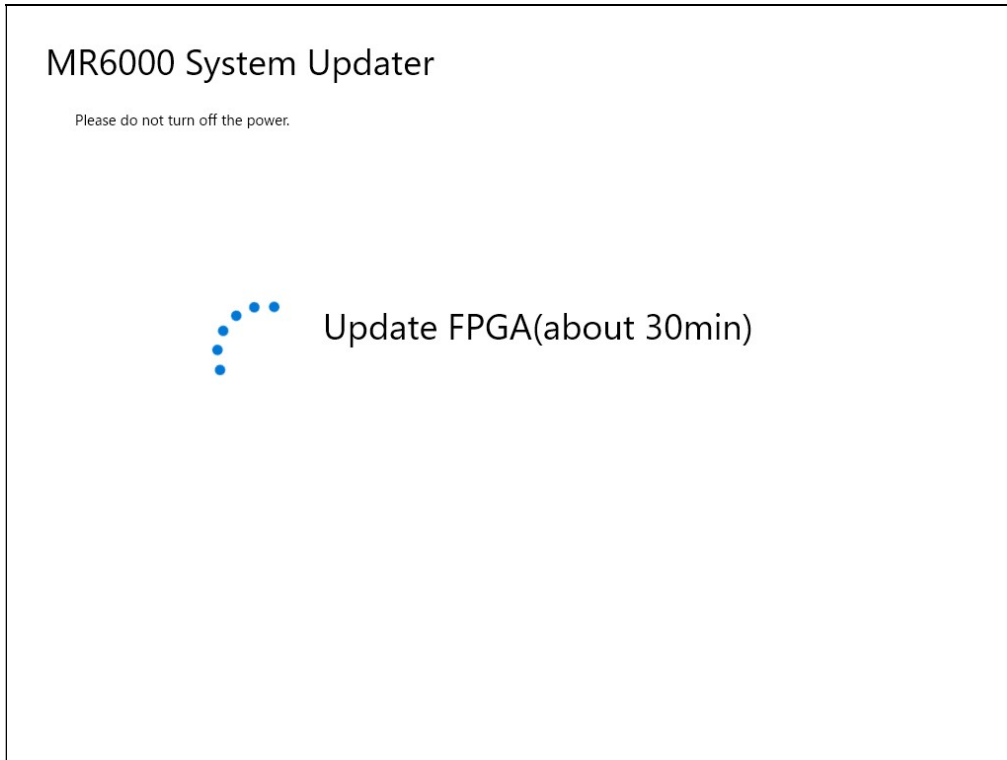 MR6000 System Updater
Please do not turn off the power.
Update FPGA(about 30min)